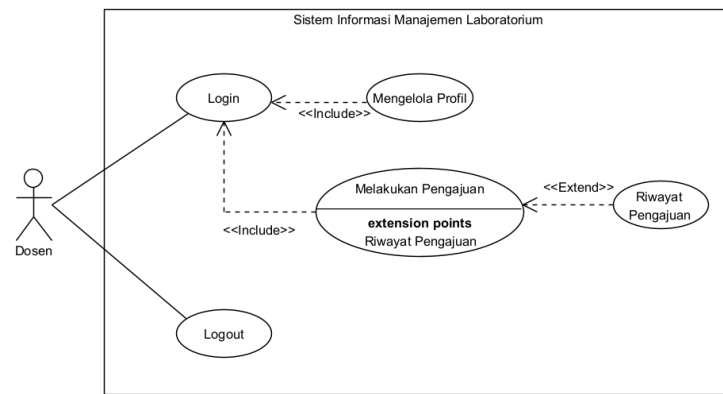 Sistem Informasi Manajemen Laboratorium
Login
Mengelola Profil
<<Include>>
Melakukan Pengajuan
<<Extend>>
Riwayat
Pengajuan
extension points
Riwayat Pengajuan
<<Include>>
Dosen
Logout